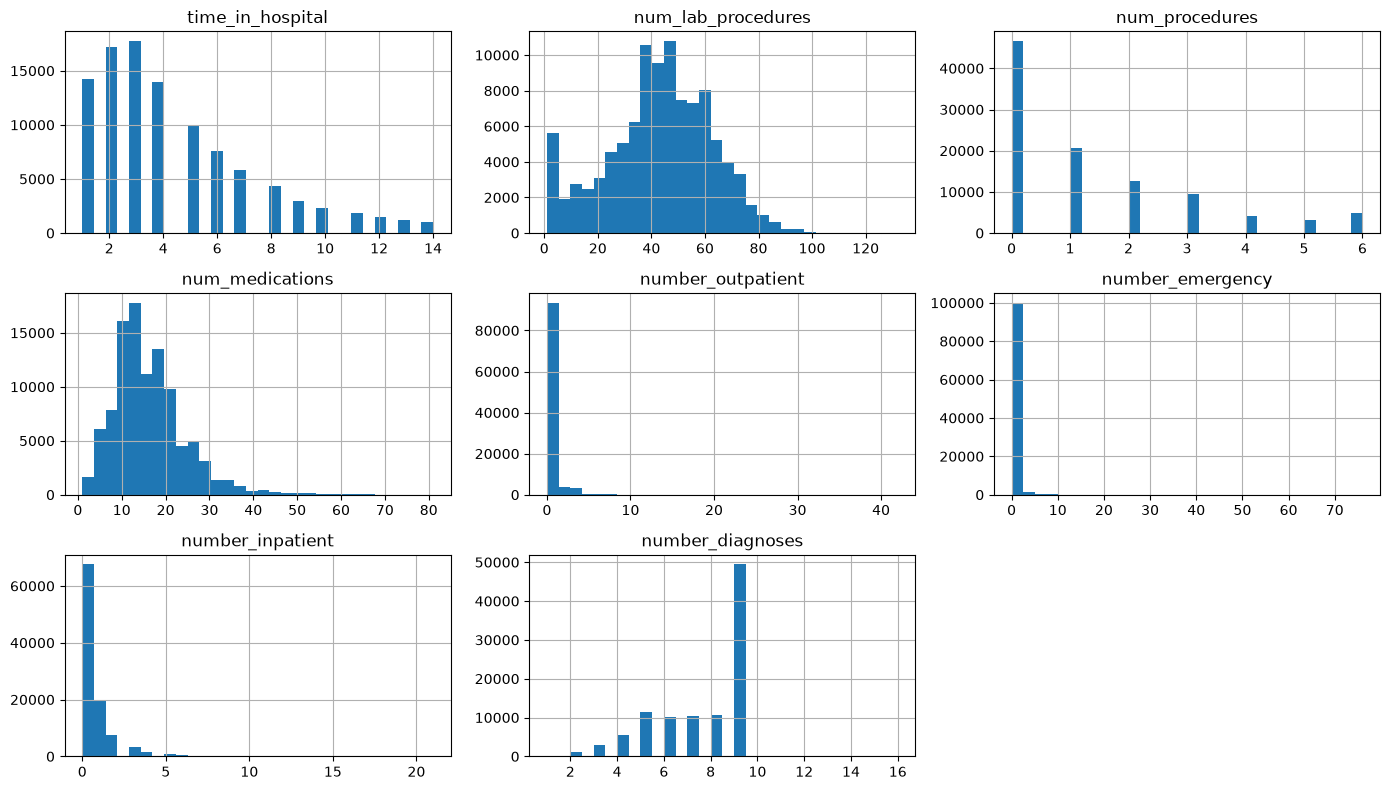 time_in_hospital
15000
10000
5000
0
2 4 6 8 10 12 14
num_lab_procedures
10000
8000
6000
4000
2000
0
0 20 40 60 80 100 120
num_procedures
40000
30000
20000
10000
0
0 1 2 3 4 5 6
num_medications
15000
10000
5000
0
0 10 20 30 40 50 60 70 80
number_outpatient
80000
60000
40000
20000
0
0 10 20 30 40
number_emergency
100000
80000
60000
40000
20000
0
0 10 20 30 40 50 60 70
number_inpatient
60000
40000
20000
0
0 5 10 15 20
number_diagnoses
50000
40000
30000
20000
10000
0
2 4 6 8 10 12 14 16